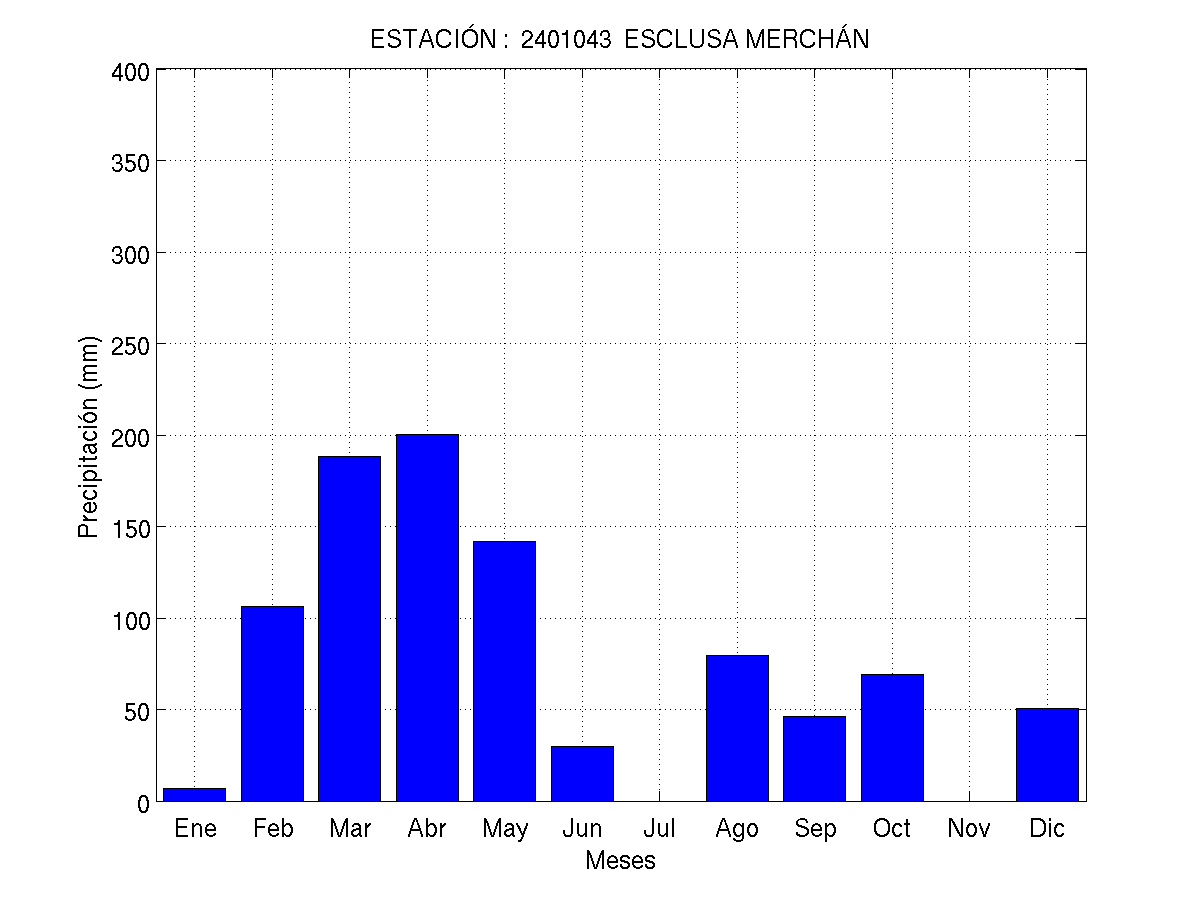 ESTACIÓN : 2401043 ESCLUSA MERCHÁN
400
350
300
250
200
150
100
50
0
Precipitación (mm)
Ene Feb Mar Abr May Jun Jul Ago Sep Oct Nov Dic
Meses